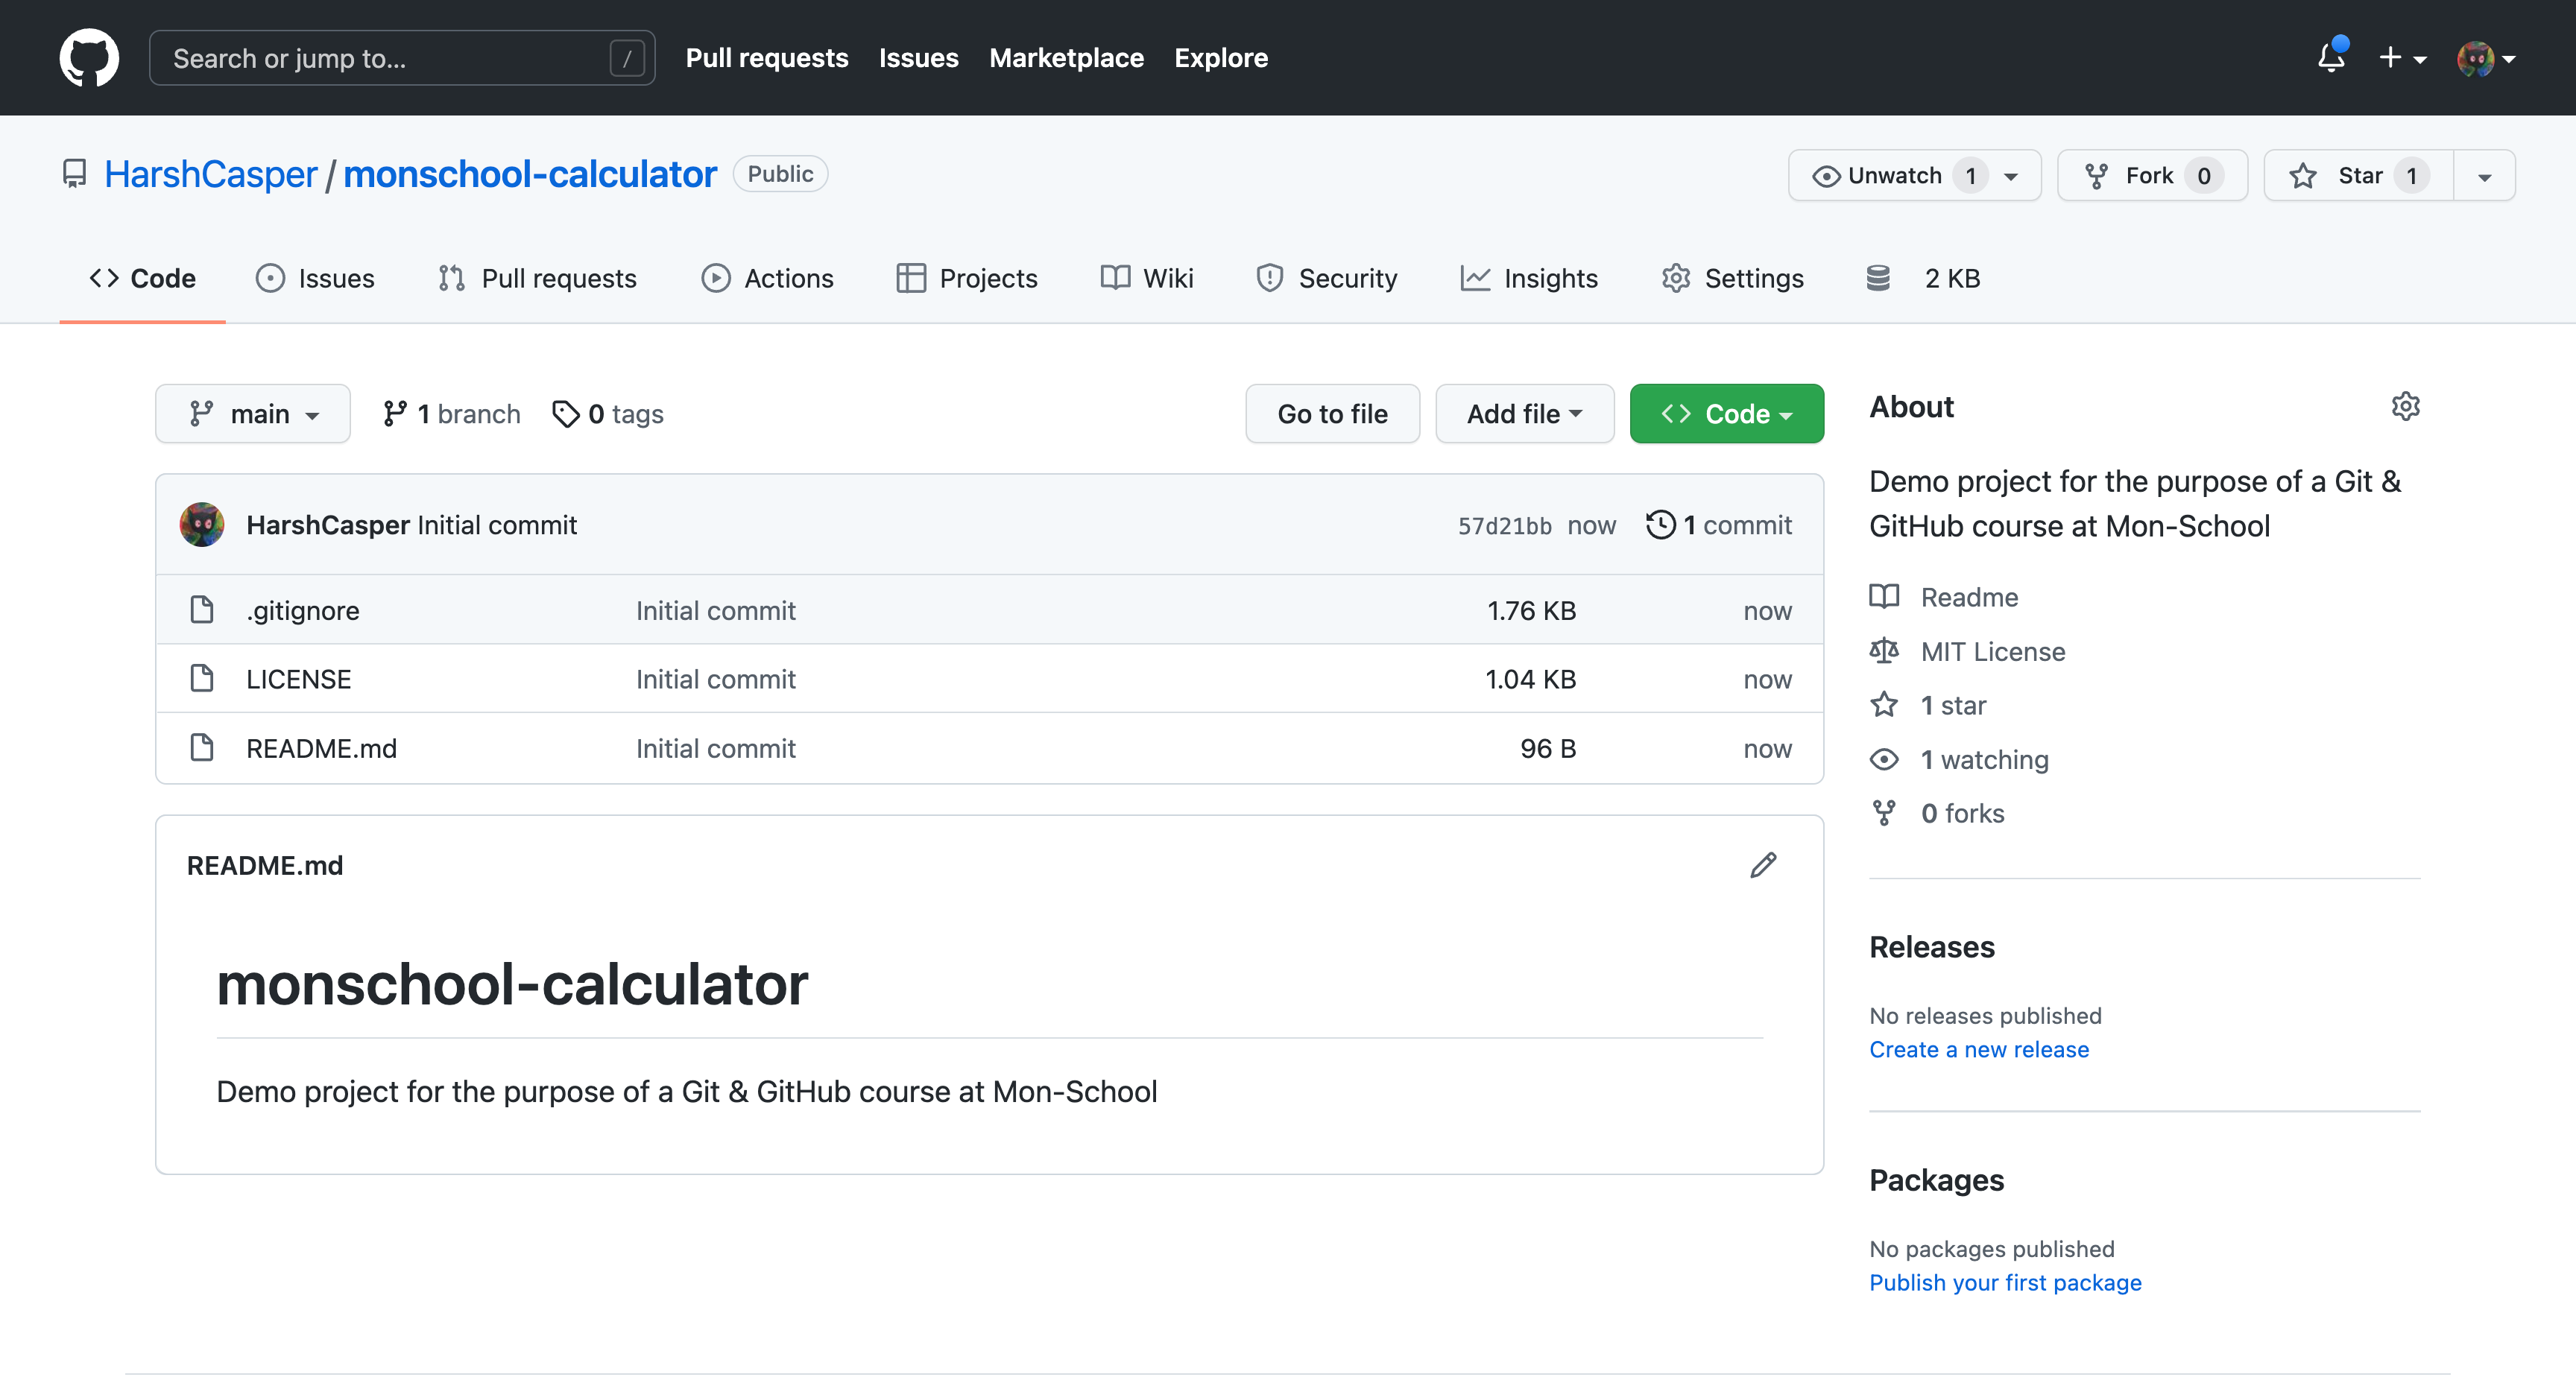 Search or jump to... /
Pull requests Issues Marketplace Explore
HarshCasper / monschool-calculator Public
Unwatch 1 Fork 0 Star 1
Code Issues Pull requests Actions Projects Wiki Security Insights Settings 2 KB
main 1 branch 0 tags
Go to file Add file Code
HarshCasper Initial commit 57d21bb now 1 commit
.gitignore Initial commit 1.76 KB now
LICENSE Initial commit 1.04 KB now
README.md Initial commit 96 B now
README.md
monschool-calculator
Demo project for the purpose of a Git & GitHub course at Mon-School
About
Demo project for the purpose of a Git &
GitHub course at Mon-School
Readme
MIT License
1 star
1 watching
0 forks
Releases
No releases published
Create a new release
Packages
No packages published
Publish your first package